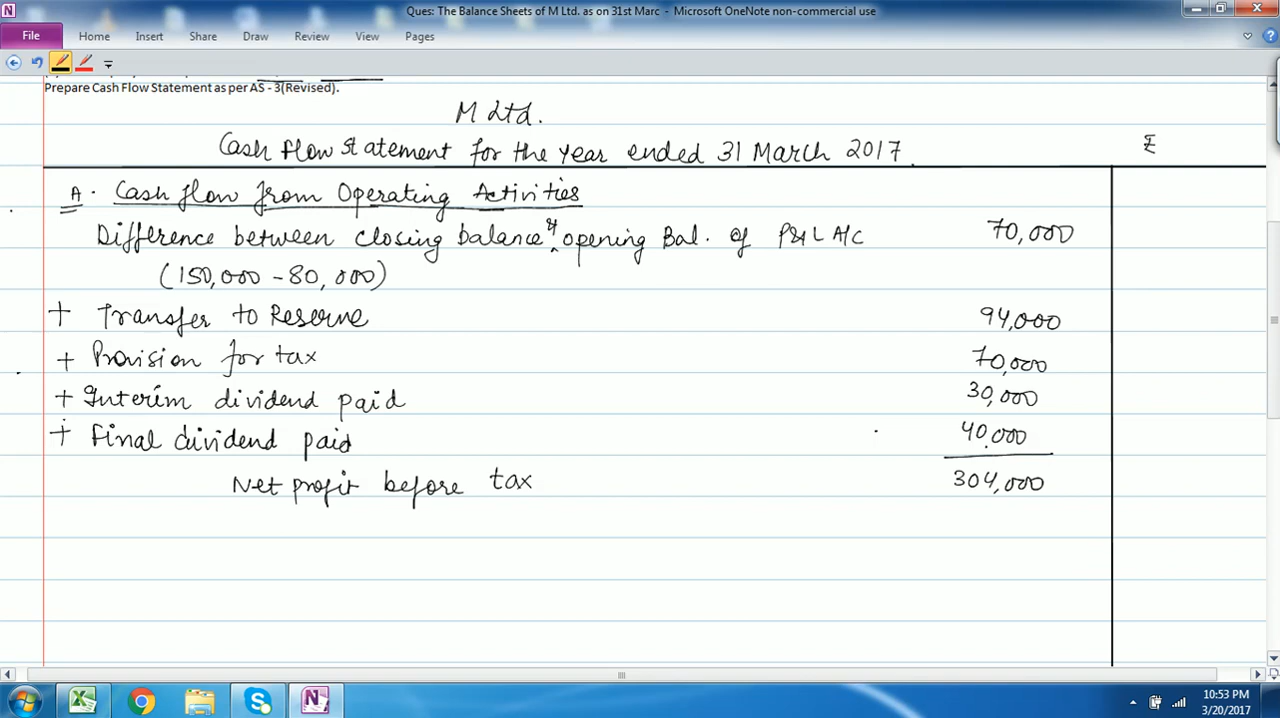 Ques: The Balance Sheets of M Ltd. as on 31st Marc - Microsoft OneNote non-commercial use
File Home Insert Share Draw Review View Pages
Prepare Cash Flow Statement as per AS - 3(Revised).
M Ltd.
Cash flow statement for the Year ended 31 March 2017. ₹
A. Cash flow from Operating Activities
Difference between closing balance & opening Bal. of P&L A/C 70,000
(150,000 - 80,000)
+ Transfer to Reserve 94,000
+ Provision for tax 70,000
+ Interim dividend paid 30,000
+ Final dividend paid 40,000
Net profit before tax 304,000
10:53 PM
3/20/2017